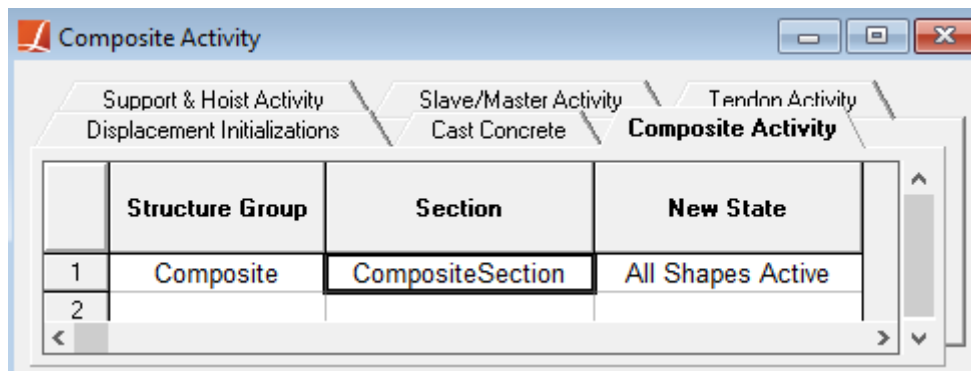 Composite Activity
Support & Hoist Activity Slave/Master Activity Tendon Activity
Displacement Initializations Cast Concrete Composite Activity
Structure Group Section New State
1 Composite CompositeSection All Shapes Active
2